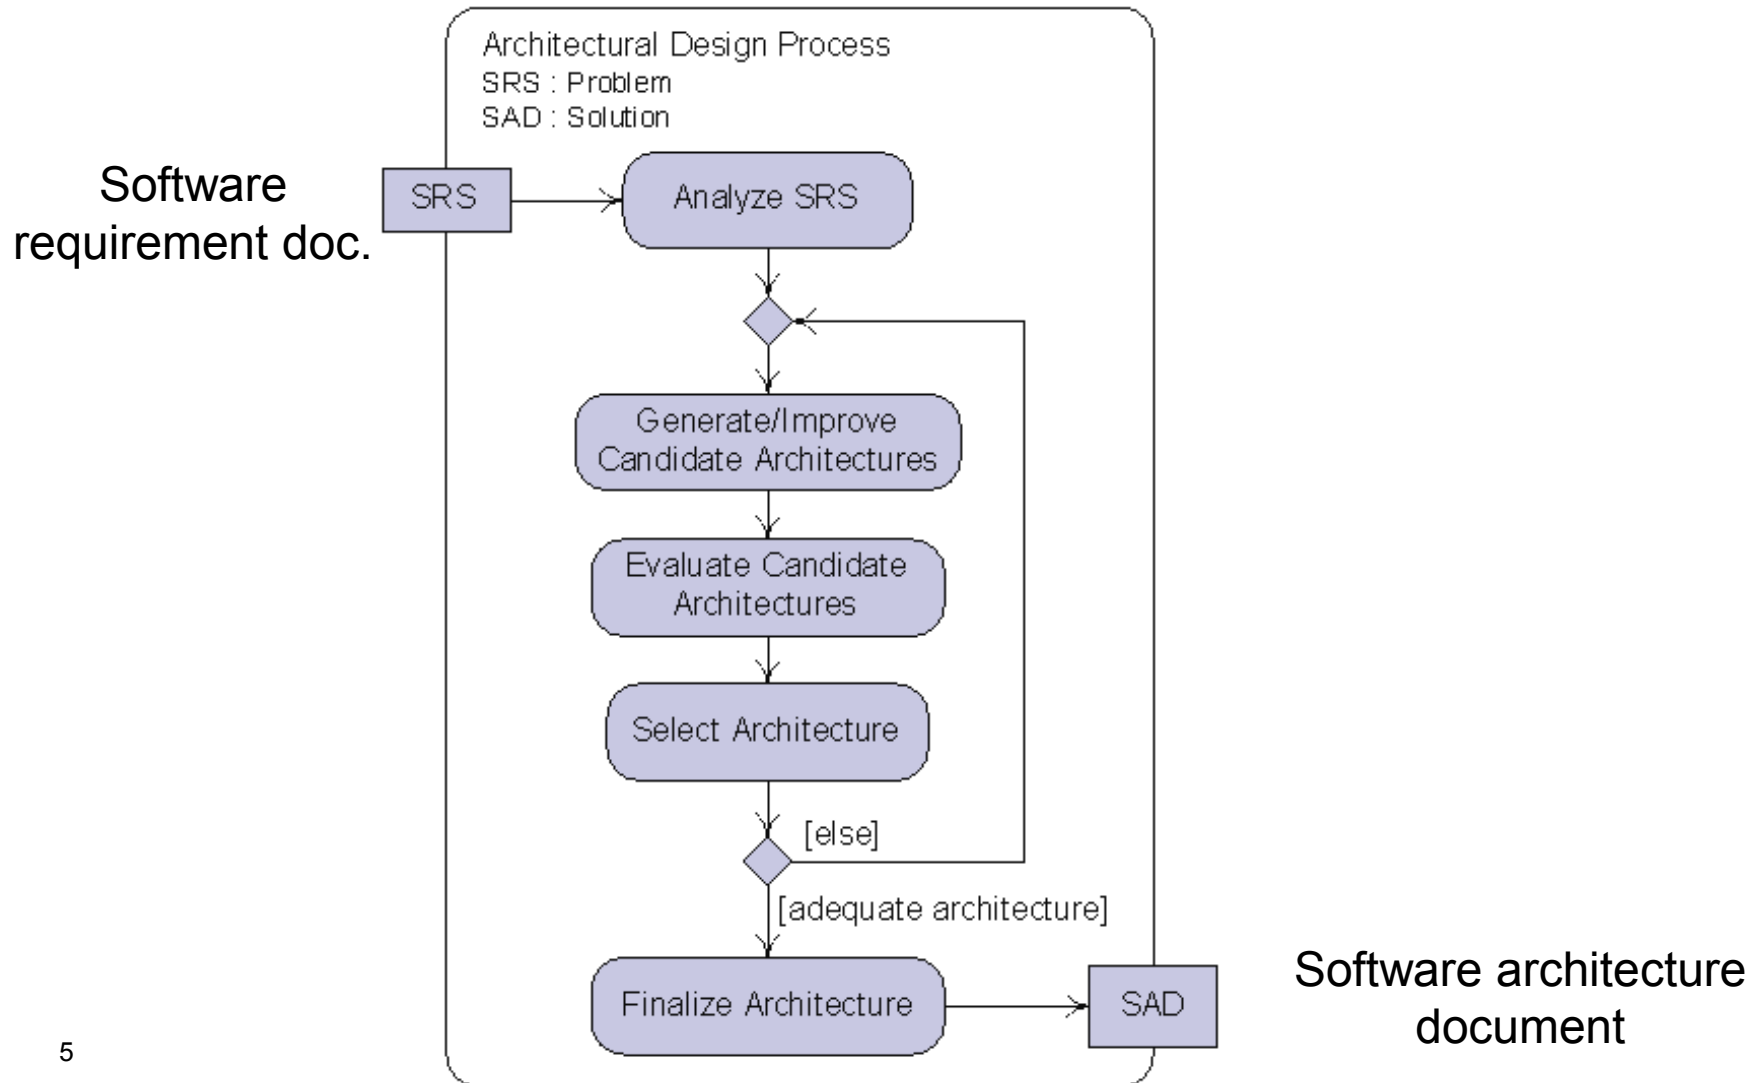 Architectural Design Process
SRS : Problem
SAD : Solution
Software
requirement doc.
SRS
Analyze SRS
Generate/Improve
Candidate Architectures
Evaluate Candidate
Architectures
Select Architecture
[else]
[adequate architecture]
Finalize Architecture
SAD
Software architecture
document
5